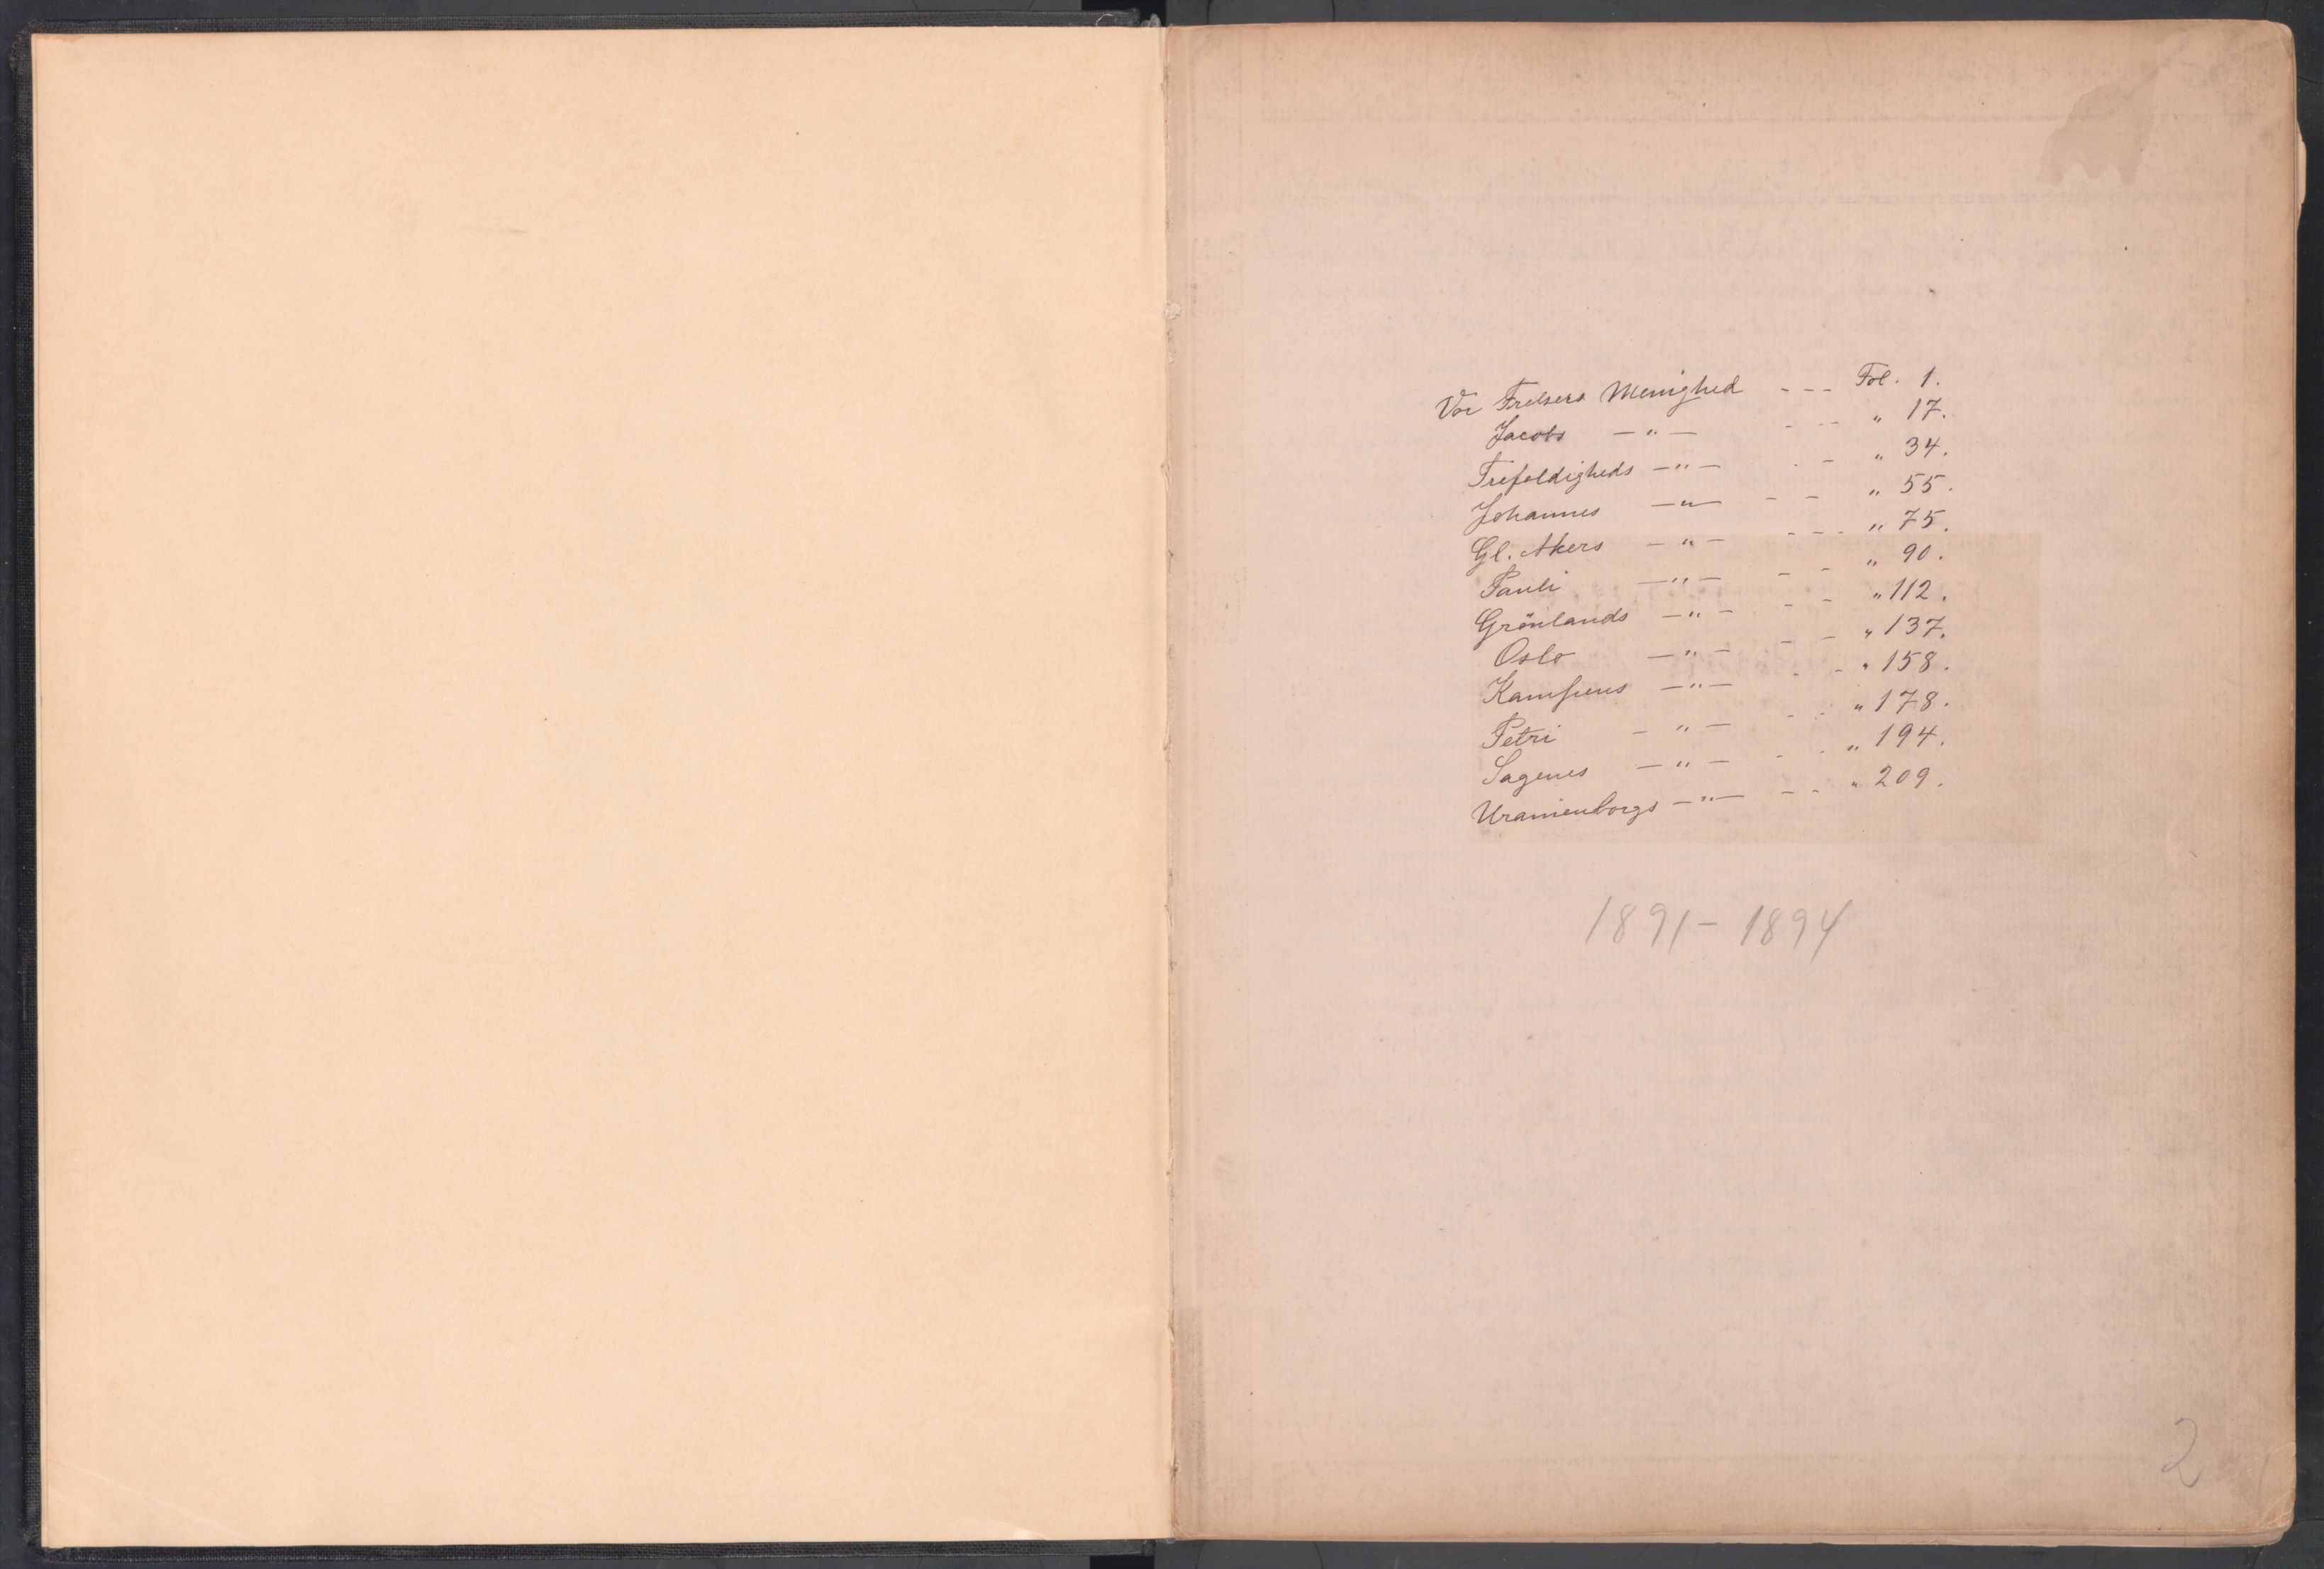 Vor Frelsers Menighed - - - Fol. 1.
Jacobs — " — - -- " 17.
Trefoldigheds — " — - - " 34.
Johannes — " — - - " 55.
Gl. Akers — " — - - - " 75.
Pauli — " — - - " 90.
Grönlands — " — - - " 112.
Oslo — " — - - " 137.
Kampens — " — - - " 158.
Petri — " — - - " 178.
Sagenes — " — - - " 194.
Uranienborgs — " — - - " 209.
1891 - 1894
2